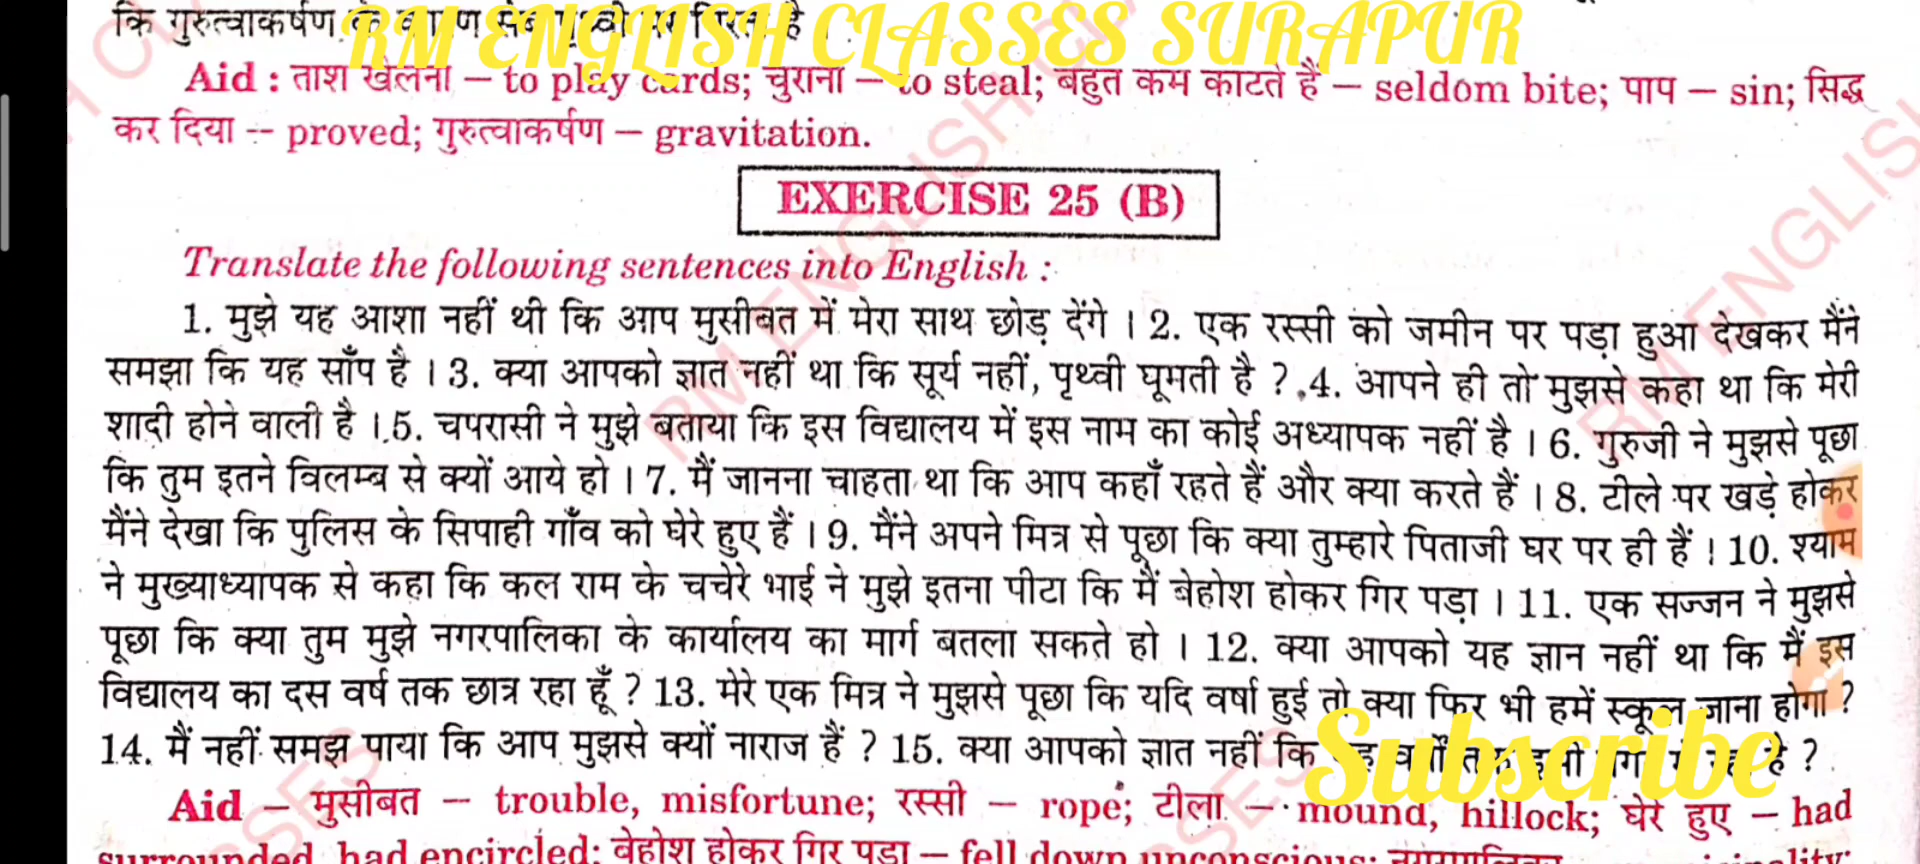 कि गुरुत्वाकर्षण के
RM ENGLISH CLASSES SURAPUR
Aid : ताश खेलना – to play cards; चुराना – to steal; बहुत कम काटते हैं – seldom bite; पाप – sin; सिद्ध
कर दिया -- proved; गुरुत्वाकर्षण – gravitation.
EXERCISE 25 (B)
Translate the following sentences into English :
1. मुझे यह आशा नहीं थी कि आप मुसीबत में मेरा साथ छोड़ देंगे । 2. एक रस्सी को जमीन पर पड़ा हुआ देखकर मैंने
समझा कि यह साँप है । 3. क्या आपको ज्ञात नहीं था कि सूर्य नहीं, पृथ्वी घूमती है ? 4. आपने ही तो मुझसे कहा था कि मेरी
शादी होने वाली है । 5. चपरासी ने मुझे बताया कि इस विद्यालय में इस नाम का कोई अध्यापक नहीं है । 6. गुरुजी ने मुझसे पूछा
कि तुम इतने विलम्ब से क्यों आये हो । 7. मैं जानना चाहता था कि आप कहाँ रहते हैं और क्या करते हैं । 8. टीले पर खड़े होकर
मैंने देखा कि पुलिस के सिपाही गाँव को घेरे हुए हैं । 9. मैंने अपने मित्र से पूछा कि क्या तुम्हारे पिताजी घर पर ही हैं । 10. श्याम
ने मुख्याध्यापक से कहा कि कल राम के चचेरे भाई ने मुझे इतना पीटा कि मैं बेहोश होकर गिर पड़ा । 11. एक सज्जन ने मुझसे
पूछा कि क्या तुम मुझे नगरपालिका के कार्यालय का मार्ग बतला सकते हो । 12. क्या आपको यह ज्ञान नहीं था कि मैं इस
विद्यालय का दस वर्ष तक छात्र रहा हूँ ? 13. मेरे एक मित्र ने मुझसे पूछा कि यदि वर्षा हुई तो क्या फिर भी हमें स्कूल जाना होगा ?
14. मैं नहीं समझ पाया कि आप मुझसे क्यों नाराज हैं ? 15. क्या आपको ज्ञात नहीं कि है ?
Subscribe
Aid – मुसीबत – trouble, misfortune; रस्सी – rope; टीला – mound, hillock; घेरे हुए – had
surrounded, had encircled; बेहोश होकर गिर पड़ा – fell down unconscious;